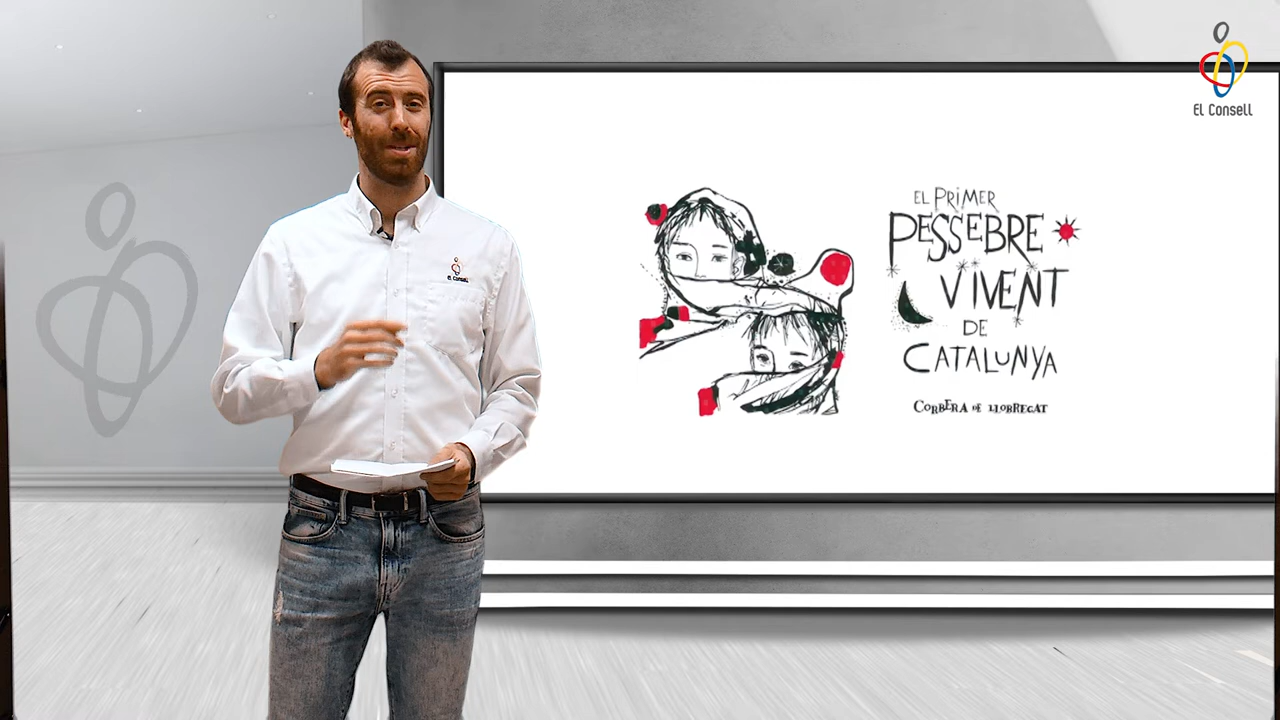 El Consell
El Consell
EL PRIMER
PESSEBRE
VIVENT
DE
CATALUNYA
CORBERA DE LLOBREGAT